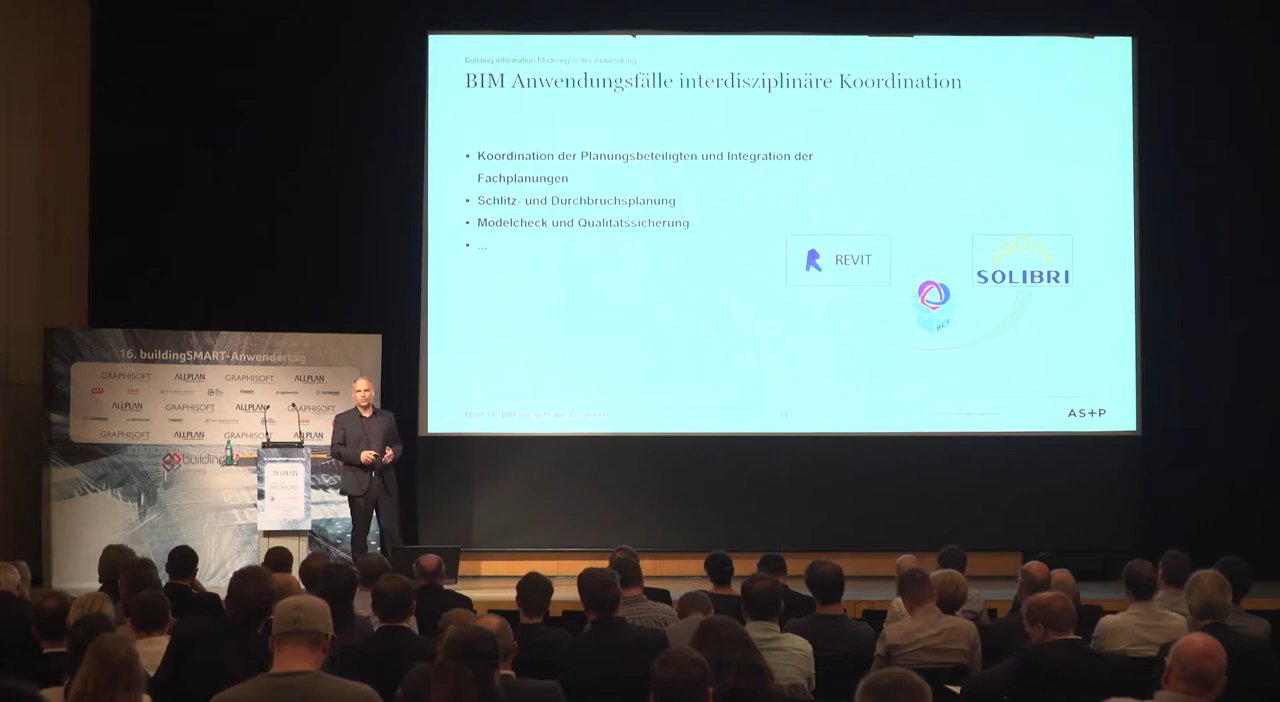 Building Information Modeling in der Anwendung
BIM Anwendungsfälle interdisziplinäre Koordination
▪ Koordination der Planungsbeteiligten und Integration der
Fachplanungen
▪ Schlitz- und Durchbruchsplanung
▪ Modelcheck und Qualitätssicherung
▪ ...
REVIT
SOLIBRI
BCF
14
AS+P
16. buildingSMART-Anwendertag
GRAPHISOFT ALLPLAN GRAPHISOFT ALLPLAN
ALLPLAN GRAPHISOFT ALLPLAN GRAPHISOFT
GRAPHISOFT ALLPLAN GRAPHISOFT ALLPLAN
building
ALLPLAN